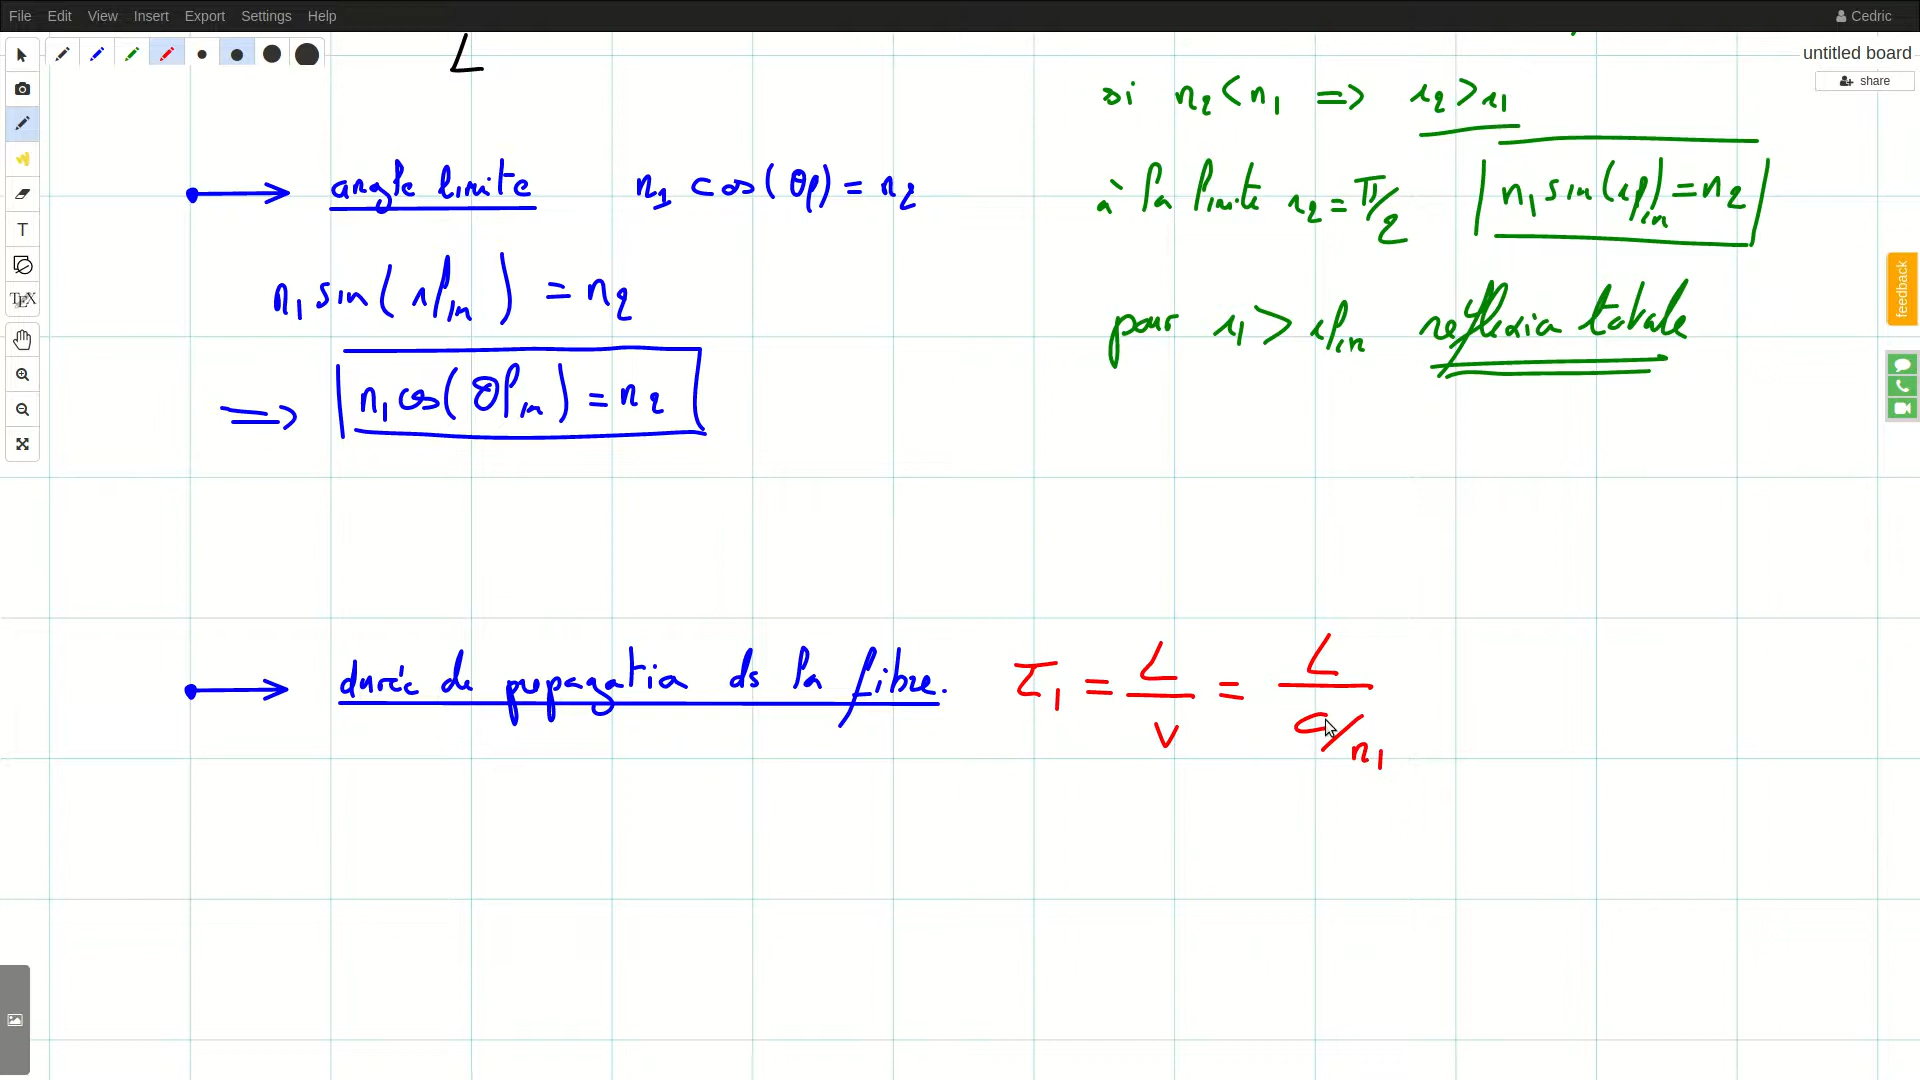 File Edit View Insert Export Settings Help Cedric
untitled board
share
L
si n₂ < n₁ => i₂ > i₁
angle limite n₁ cos(θl) = n₂
à la limite i₂ = π/2 n₁ sin(ilim) = n₂
n₁ sin(ilim) = n₂
pour i₁ > ilim reflexion totale
=> n₁ cos(θlim) = n₂
durée de propagation ds la fibre. τ₁ = L/v = L/(c/n₁)
T
TEX
feedback